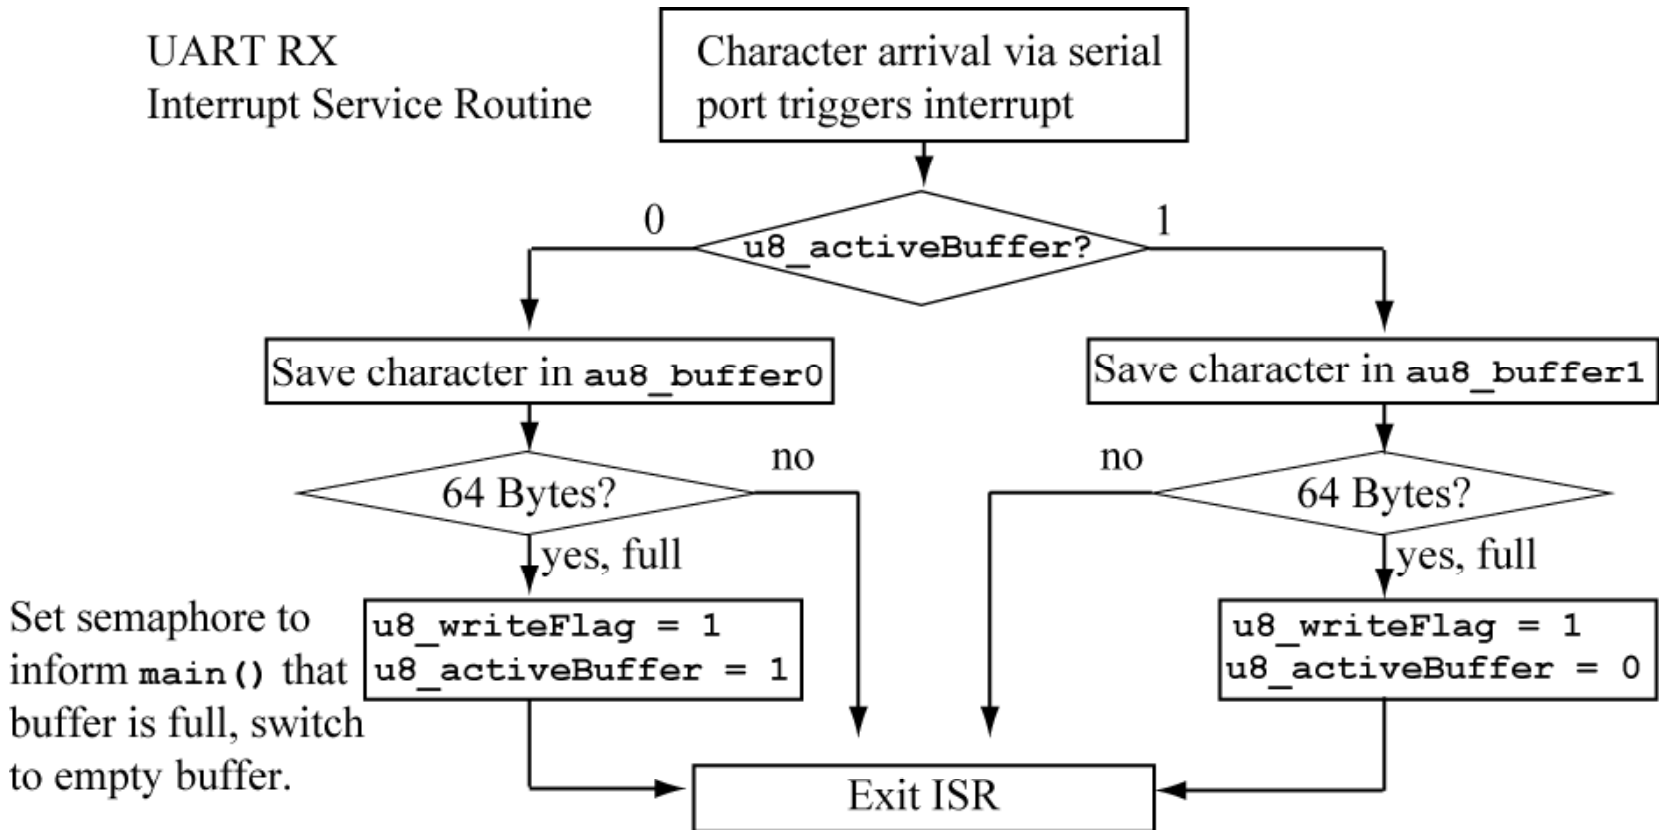 UART RX
Interrupt Service Routine
Character arrival via serial
port triggers interrupt
0
1
u8_activeBuffer?
Save character in au8_buffer0
Save character in au8_buffer1
no
no
64 Bytes?
64 Bytes?
yes, full
yes, full
Set semaphore to
inform main() that
buffer is full, switch
to empty buffer.
u8_writeFlag = 1
u8_activeBuffer = 1
u8_writeFlag = 1
u8_activeBuffer = 0
Exit ISR